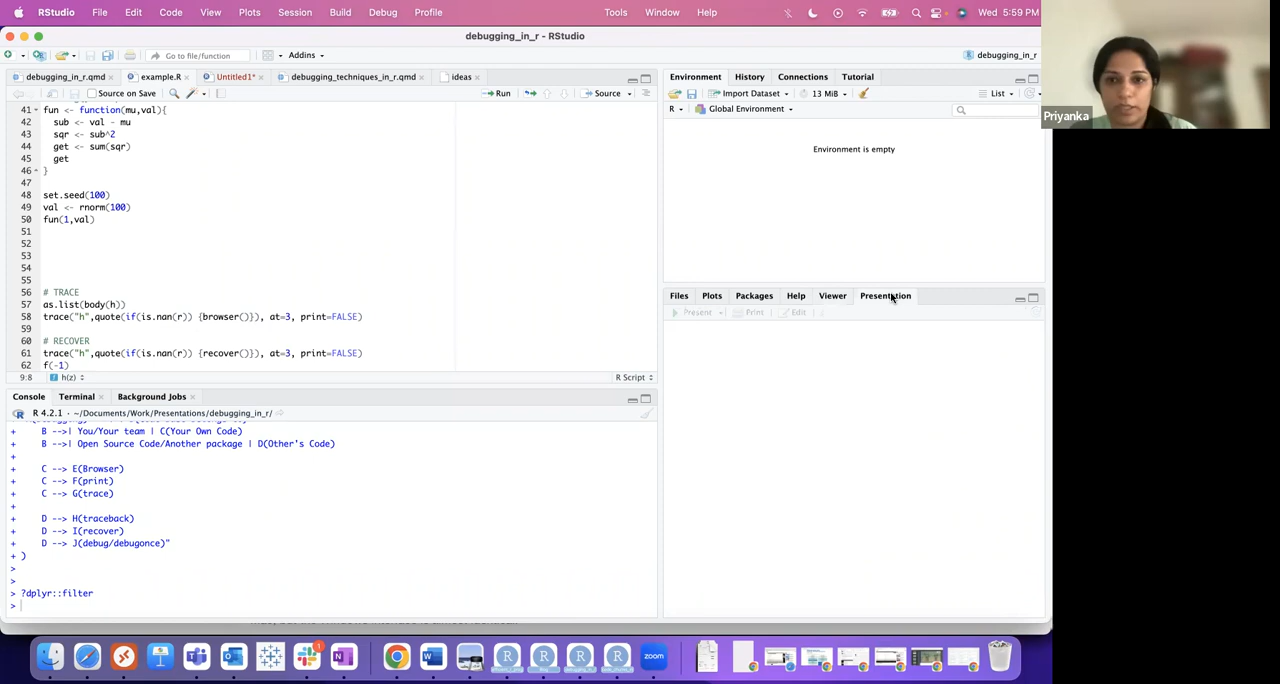 RStudio File Edit Code View Plots Session Build Debug Profile Tools Window Help Wed 5:59 PM
debugging_in_r - RStudio
Go to file/function Addins debugging_in_r
debugging_in_r.qmd example.R Untitled1* debugging_techniques_in_r.qmd ideas
Source on Save Run Source
41 fun <- function(mu,val){
42 sub <- val - mu
43 sqr <- sub^2
44 get <- sum(sqr)
45 get
46 }
47
48 set.seed(100)
49 val <- rnorm(100)
50 fun(1,val)
51
52
53
54
55
56 # TRACE
57 as.list(body(h))
58 trace("h",quote(if(is.nan(r)) {browser()}), at=3, print=FALSE)
59
60 # RECOVER
61 trace("h",quote(if(is.nan(r)) {recover()}), at=3, print=FALSE)
62 f(-1)
9:8 h(z) R Script
Console Terminal Background Jobs
R 4.2.1 · ~/Documents/Work/Presentations/debugging_in_r/
+ B -->| You/Your team | C(Your Own Code)
+ B -->| Open Source Code/Another package | D(Other's Code)
+
+ C --> E(Browser)
+ C --> F(print)
+ C --> G(trace)
+
+ D --> H(traceback)
+ D --> I(recover)
+ D --> J(debug/debugonce)"
+ )
>
>
> ?dplyr::filter
>
Environment History Connections Tutorial
Import Dataset 13 MiB List
R Global Environment
Environment is empty
Files Plots Packages Help Viewer Presentation
Present Print Edit
Priyanka
1
zoom